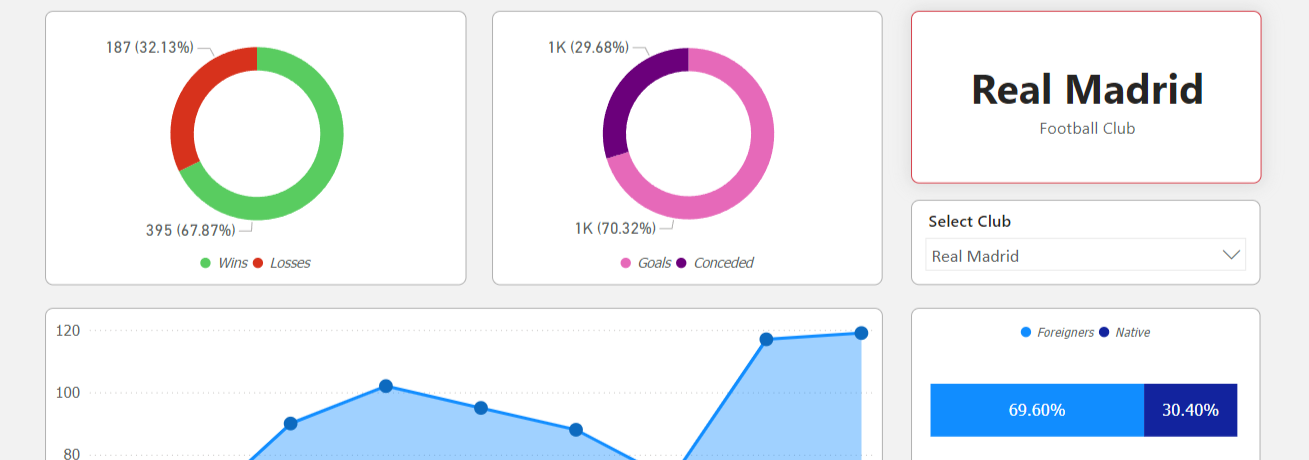 187 (32.13%)
395 (67.87%)
Wins Losses
1K (29.68%)
1K (70.32%)
Goals Conceded
Real Madrid
Football Club
Select Club
Real Madrid
120
100
80
Foreigners Native
69.60% 30.40%